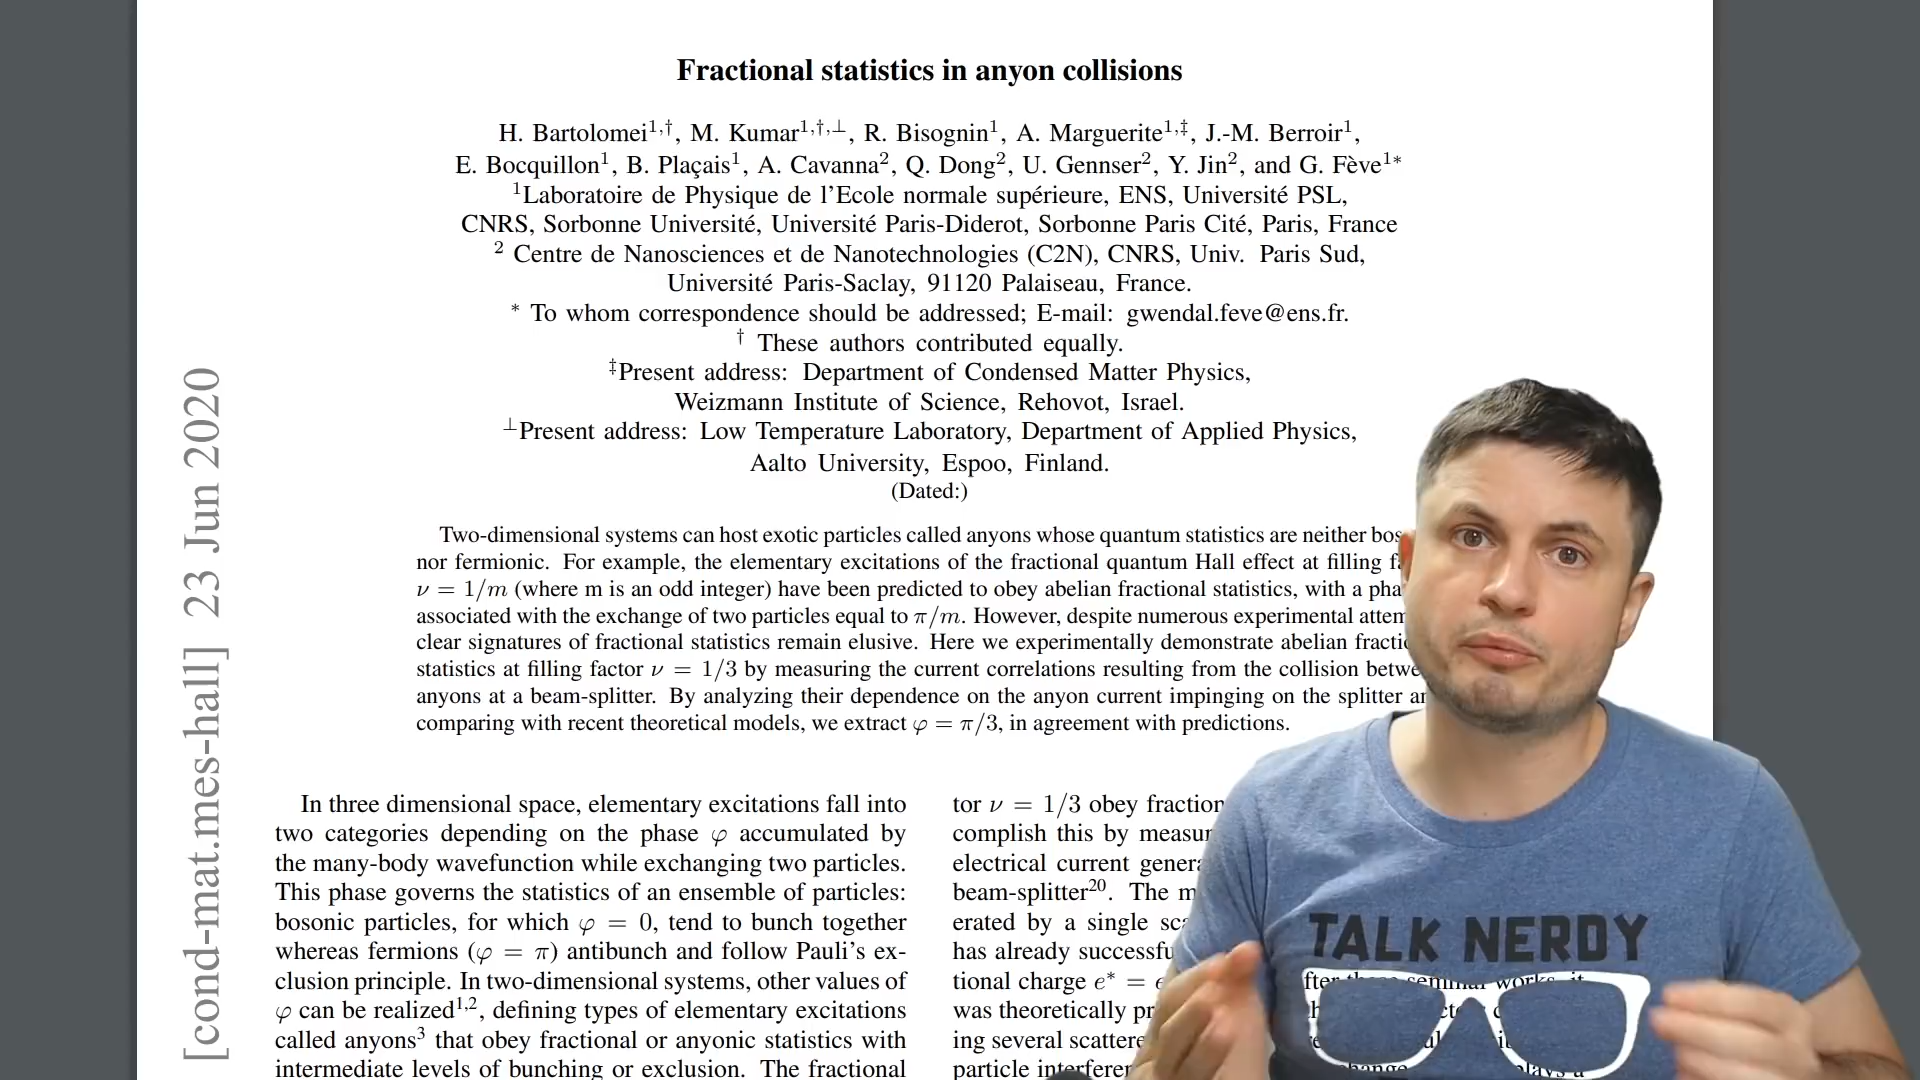 Fractional statistics in anyon collisions
H. Bartolomei1,†, M. Kumar1,†,⊥, R. Bisognin1, A. Marguerite1,‡, J.-M. Berroir1,
E. Bocquillon1, B. Plaçais1, A. Cavanna2, Q. Dong2, U. Gennser2, Y. Jin2, and G. Fève1*
1Laboratoire de Physique de l'Ecole normale supérieure, ENS, Université PSL,
CNRS, Sorbonne Université, Université Paris-Diderot, Sorbonne Paris Cité, Paris, France
2 Centre de Nanosciences et de Nanotechnologies (C2N), CNRS, Univ. Paris Sud,
Université Paris-Saclay, 91120 Palaiseau, France.
* To whom correspondence should be addressed; E-mail: gwendal.feve@ens.fr.
† These authors contributed equally.
‡Present address: Department of Condensed Matter Physics,
Weizmann Institute of Science, Rehovot, Israel.
⊥Present address: Low Temperature Laboratory, Department of Applied Physics,
Aalto University, Espoo, Finland.
(Dated:)
Two-dimensional systems can host exotic particles called anyons whose quantum statistics are neither bos
nor fermionic. For example, the elementary excitations of the fractional quantum Hall effect at filling fa
ν = 1/m (where m is an odd integer) have been predicted to obey abelian fractional statistics, with a pha
associated with the exchange of two particles equal to π/m. However, despite numerous experimental attem
clear signatures of fractional statistics remain elusive. Here we experimentally demonstrate abelian fractio
statistics at filling factor ν = 1/3 by measuring the current correlations resulting from the collision betwe
anyons at a beam-splitter. By analyzing their dependence on the anyon current impinging on the splitter an
comparing with recent theoretical models, we extract φ = π/3, in agreement with predictions.
[cond-mat.mes-hall] 23 Jun 2020
In three dimensional space, elementary excitations fall into
two categories depending on the phase φ accumulated by
the many-body wavefunction while exchanging two particles.
This phase governs the statistics of an ensemble of particles:
bosonic particles, for which φ = 0, tend to bunch together
whereas fermions (φ = π) antibunch and follow Pauli's ex-
clusion principle. In two-dimensional systems, other values of
φ can be realized1,2, defining types of elementary excitations
called anyons3 that obey fractional or anyonic statistics with
intermediate levels of bunching or exclusion. The fractional
tor ν = 1/3 obey fraction
complish this by measur
electrical current genera
beam-splitter20. The m
erated by a single sca
has already successfu
tional charge e* = e
was theoretically pr
ing several scattere
particle interferen
TALK NERDY
after these seminal works, it